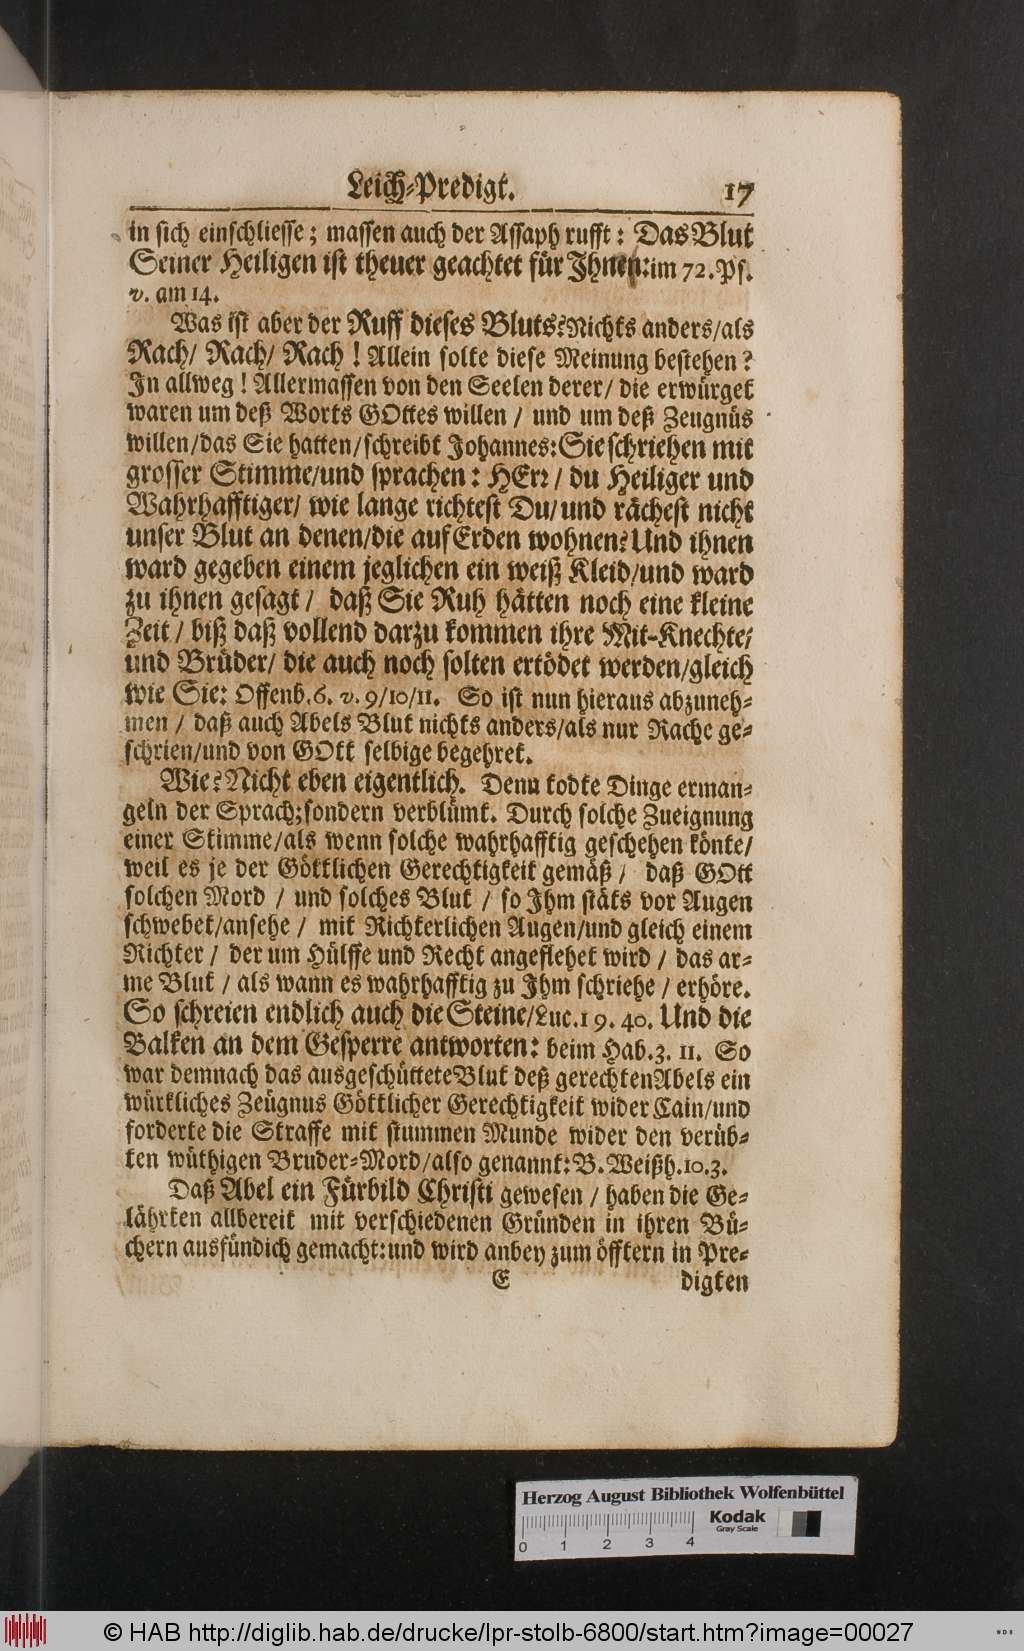 Leich-Predigt. 17
in sich einschliesse; massen auch der Assaph rufft: Das Blut
Seiner Heiligen ist theuer geachtet für Ihnen: im 72. Ps.
v. am 14.
Was ist aber der Ruff dieses Bluts? Nichts anders/als
Rach/ Rach/ Rach! Allein solte diese Meinung bestehen?
In allweg! Allermassen von den Seelen derer/ die erwürget
waren um deß Worts GOttes willen/ und um deß Zeugnüs
willen/das Sie hatten/schreibt Johannes: Sie schriehen mit
grosser Stimme/und sprachen: HErr/ du Heiliger und
Wahrhafftiger/ wie lange richtest Du/und rächest nicht
unser Blut an denen/die auf Erden wohnen? Und ihnen
ward gegeben einem jeglichen ein weiß Kleid/und ward
zu ihnen gesagt/ daß Sie Ruh hätten noch eine kleine
Zeit/ biß daß vollend darzu kommen ihre Mit-Knechte/
und Brüder/ die auch noch solten ertödet werden/gleich
wie Sie: Offenb. 6. v. 9/10/11. So ist nun hieraus abzuneh-
men/ daß auch Abels Blut nichts anders/als nur Rache ge-
schrien/und von GOtt selbige begehret.
Wie? Nicht eben eigentlich. Denn todte Dinge erman-
geln der Sprach; sondern verblümt. Durch solche Zueignung
einer Stimme/als wenn solche wahrhafftig geschehen könte/
weil es je der Göttlichen Gerechtigkeit gemäß/ daß GOtt
solchen Mord/ und solches Blut/ so Ihm stäts vor Augen
schwebet/ansehe/ mit Richterlichen Augen/und gleich einem
Richter/ der um Hülffe und Recht angeflehet wird/ das ar-
me Blut/ als wann es wahrhafftig zu Ihm schriehe/ erhöre.
So schreien endlich auch die Steine/Luc. 19. 40. Und die
Balken an dem Gesperre antworten: beim Hab. 3. 11. So
war demnach das ausgeschüttete Blut deß gerechten Abels ein
würkliches Zeügnus Göttlicher Gerechtigkeit wider Cain/und
forderte die Straffe mit stummen Munde wider den verüb-
ten wüthigen Bruder-Mord/also genannt: B. Weißh. 10. 3.
Daß Abel ein Fürbild Christi gewesen/ haben die Ge-
lährten allbereit mit verschiedenen Gründen in ihren Bü-
chern ausfündich gemacht: und wird anbey zum öfftern in Pre-
E digten
Herzog August Bibliothek Wolfenbüttel
Kodak
Gray Scale
0 1 2 3 4
© HAB http://diglib.hab.de/drucke/lpr-stolb-6800/start.htm?image=00027